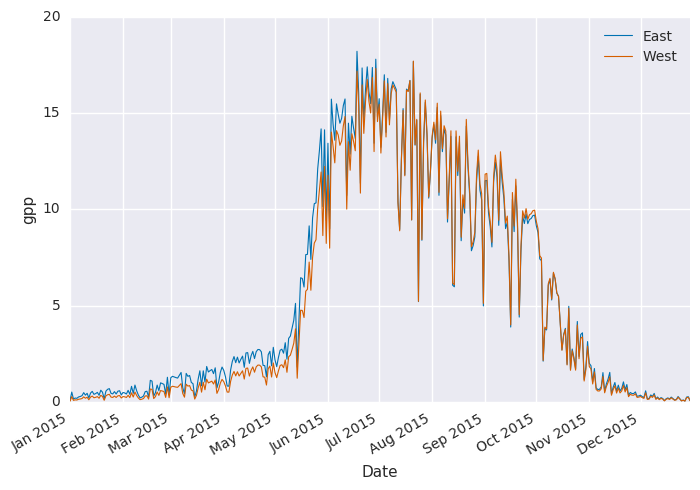 20
East
West
15
gpp
10
5
0
Jan 2015
Feb 2015
Mar 2015
Apr 2015
May 2015
Jun 2015
Jul 2015
Aug 2015
Sep 2015
Oct 2015
Nov 2015
Dec 2015
Date